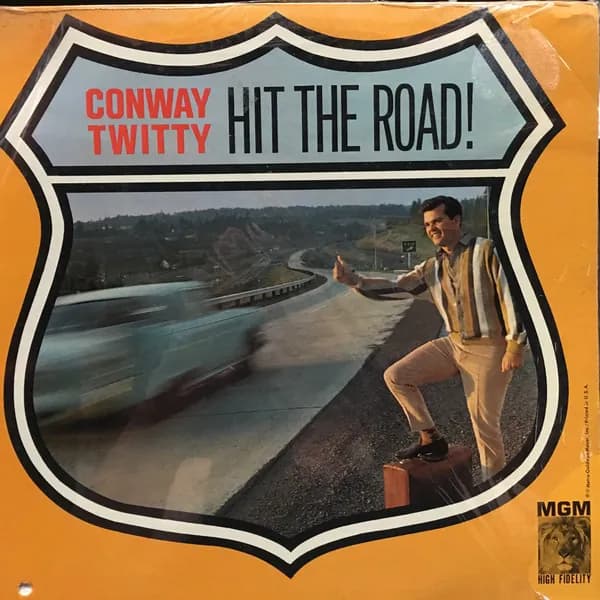 CONWAY
TWITTY
HIT THE ROAD!
MGM
HIGH FIDELITY